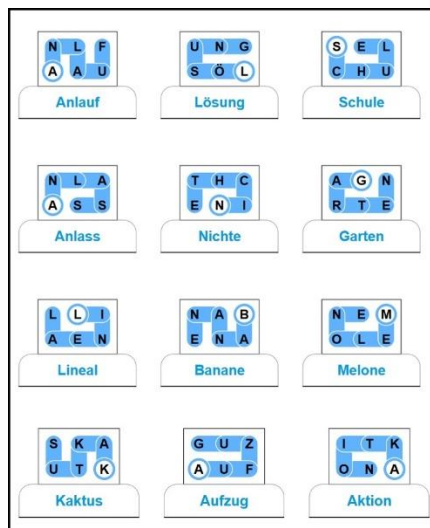 N L F U N G S E L
A A U S Ö L C H U
Anlauf Lösung Schule
N L A T H C A G N
A S S E N I R T E
Anlass Nichte Garten
L L I N A B N E M
A E N E N A O L E
Lineal Banane Melone
S K A G U Z I T K
U T K A U F O N A
Kaktus Aufzug Aktion